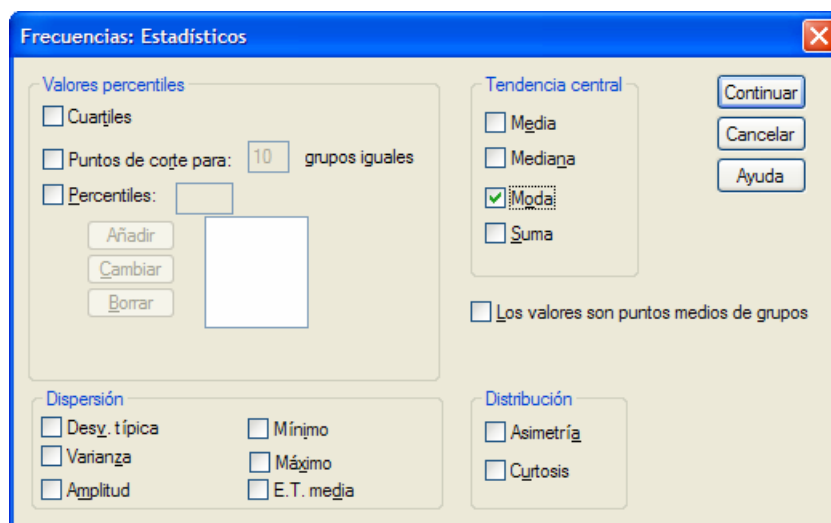 Frecuencias: Estadísticos
Valores percentiles
Cuartiles
Puntos de corte para: 10 grupos iguales
Percentiles:
Añadir
Cambiar
Borrar
Tendencia central
Media
Mediana
Moda
Suma
Continuar
Cancelar
Ayuda
Los valores son puntos medios de grupos
Dispersión
Desv. típica
Varianza
Amplitud
Mínimo
Máximo
E.T. media
Distribución
Asimetría
Curtosis